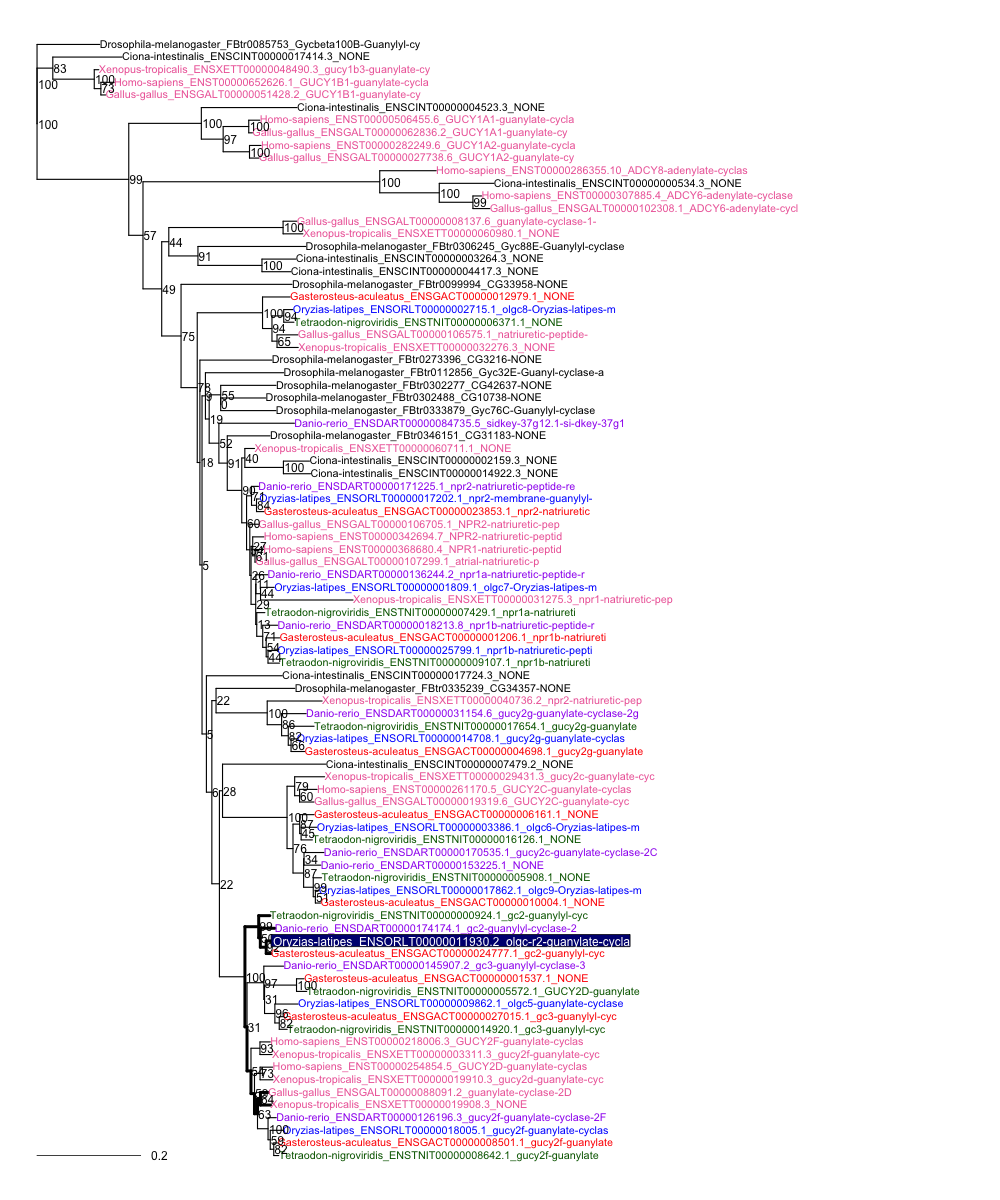 Drosophila-melanogaster_FBtr0085753_Gycbeta100B-Guanylyl-cy
Ciona-intestinalis_ENSCINT00000017414.3_NONE
83
Xenopus-tropicalis_ENSXETT00000048490.3_gucy1b3-guanylate-cy
100
Homo-sapiens_ENST00000652626.1_GUCY1B1-guanylate-cycla
100
73
Gallus-gallus_ENSGALT00000051428.2_GUCY1B1-guanylate-cy
Ciona-intestinalis_ENSCINT00000004523.3_NONE
Homo-sapiens_ENST00000506455.6_GUCY1A1-guanylate-cycla
100
100
100
Gallus-gallus_ENSGALT00000062836.2_GUCY1A1-guanylate-cy
97
Homo-sapiens_ENST00000282249.6_GUCY1A2-guanylate-cycla
100
Gallus-gallus_ENSGALT00000027738.6_GUCY1A2-guanylate-cy
Homo-sapiens_ENST00000286355.10_ADCY8-adenylate-cyclas
99
100
Ciona-intestinalis_ENSCINT00000000534.3_NONE
100
Homo-sapiens_ENST00000307885.4_ADCY6-adenylate-cyclase
99
Gallus-gallus_ENSGALT00000102308.1_ADCY6-adenylate-cycl
Gallus-gallus_ENSGALT00000008137.6_guanylate-cyclase-1-
100
Xenopus-tropicalis_ENSXETT00000060980.1_NONE
57
44
Drosophila-melanogaster_FBtr0306245_Gyc88E-Guanylyl-cyclase
91
Ciona-intestinalis_ENSCINT00000003264.3_NONE
100
Ciona-intestinalis_ENSCINT00000004417.3_NONE
Drosophila-melanogaster_FBtr0099994_CG33958-NONE
49
Gasterosteus-aculeatus_ENSGACT00000012979.1_NONE
Oryzias-latipes_ENSORLT00000002715.1_olgc8-Oryzias-latipes-m
100
94
Tetraodon-nigroviridis_ENSTNIT00000006371.1_NONE
94
Gallus-gallus_ENSGALT00000106575.1_natriuretic-peptide-
75
65
Xenopus-tropicalis_ENSXETT00000032276.3_NONE
Drosophila-melanogaster_FBtr0273396_CG3216-NONE
Drosophila-melanogaster_FBtr0112856_Gyc32E-Guanyl-cyclase-a
Drosophila-melanogaster_FBtr0302277_CG42637-NONE
78
9
55
Drosophila-melanogaster_FBtr0302488_CG10738-NONE
0
Drosophila-melanogaster_FBtr0333879_Gyc76C-Guanylyl-cyclase
19
Danio-rerio_ENSDART00000084735.5_sidkey-37g12.1-si-dkey-37g1
Drosophila-melanogaster_FBtr0346151_CG31183-NONE
52
Xenopus-tropicalis_ENSXETT00000060711.1_NONE
18
91
40
Ciona-intestinalis_ENSCINT00000002159.3_NONE
100
Ciona-intestinalis_ENSCINT00000014922.3_NONE
Danio-rerio_ENSDART00000171225.1_npr2-natriuretic-peptide-re
Oryzias-latipes_ENSORLT00000017202.1_npr2-membrane-guanylyl-
84
Gasterosteus-aculeatus_ENSGACT00000023853.1_npr2-natriuretic
60
Gallus-gallus_ENSGALT00000106705.1_NPR2-natriuretic-pep
Homo-sapiens_ENST00000342694.7_NPR2-natriuretic-peptid
Homo-sapiens_ENST00000368680.4_NPR1-natriuretic-peptid
Gallus-gallus_ENSGALT00000107299.1_atrial-natriuretic-p
5
26
Danio-rerio_ENSDART00000136244.2_npr1a-natriuretic-peptide-r
11
Oryzias-latipes_ENSORLT00000001809.1_olgc7-Oryzias-latipes-m
44
Xenopus-tropicalis_ENSXETT00000031275.3_npr1-natriuretic-pep
29
Tetraodon-nigroviridis_ENSTNIT00000007429.1_npr1a-natriureti
13
Danio-rerio_ENSDART00000018213.8_npr1b-natriuretic-peptide-r
71
Gasterosteus-aculeatus_ENSGACT00000001206.1_npr1b-natriureti
54
Oryzias-latipes_ENSORLT00000025799.1_npr1b-natriuretic-pepti
44
Tetraodon-nigroviridis_ENSTNIT00000009107.1_npr1b-natriureti
Ciona-intestinalis_ENSCINT00000017724.3_NONE
Drosophila-melanogaster_FBtr0335239_CG34357-NONE
22
Xenopus-tropicalis_ENSXETT00000040736.2_npr2-natriuretic-pep
100
Danio-rerio_ENSDART00000031154.6_gucy2g-guanylate-cyclase-2g
86
Tetraodon-nigroviridis_ENSTNIT00000017654.1_gucy2g-guanylate
5
82
Oryzias-latipes_ENSORLT00000014708.1_gucy2g-guanylate-cyclas
66
Gasterosteus-aculeatus_ENSGACT00000004698.1_gucy2g-guanylate
Ciona-intestinalis_ENSCINT00000007479.2_NONE
Xenopus-tropicalis_ENSXETT00000029431.3_gucy2c-guanylate-cyc
6
28
79
Homo-sapiens_ENST00000261170.5_GUCY2C-guanylate-cyclas
60
Gallus-gallus_ENSGALT00000019319.6_GUCY2C-guanylate-cyc
100
Gasterosteus-aculeatus_ENSGACT00000006161.1_NONE
87
Oryzias-latipes_ENSORLT00000003386.1_olgc6-Oryzias-latipes-m
45
Tetraodon-nigroviridis_ENSTNIT00000016126.1_NONE
76
Danio-rerio_ENSDART00000170535.1_gucy2c-guanylate-cyclase-2C
34
Danio-rerio_ENSDART00000153225.1_NONE
87
Tetraodon-nigroviridis_ENSTNIT00000005908.1_NONE
22
99
Oryzias-latipes_ENSORLT00000017862.1_olgc9-Oryzias-latipes-m
51
Gasterosteus-aculeatus_ENSGACT00000010004.1_NONE
Tetraodon-nigroviridis_ENSTNIT00000000924.1_gc2-guanylyl-cyc
Danio-rerio_ENSDART00000174174.1_gc2-guanylyl-cyclase-2
Oryzias-latipes_ENSORLT00000011930.2_olgc-r2-guanylate-cycla
Gasterosteus-aculeatus_ENSGACT00000024777.1_gc2-guanylyl-cyc
Danio-rerio_ENSDART00000145907.2_gc3-guanylyl-cyclase-3
100
97
Gasterosteus-aculeatus_ENSGACT00000001537.1_NONE
100
Tetraodon-nigroviridis_ENSTNIT00000005572.1_GUCY2D-guanylate
31
Oryzias-latipes_ENSORLT00000009862.1_olgc5-guanylate-cyclase
96
Gasterosteus-aculeatus_ENSGACT00000027015.1_gc3-guanylyl-cyc
82
Tetraodon-nigroviridis_ENSTNIT00000014920.1_gc3-guanylyl-cyc
31
Homo-sapiens_ENST00000218006.3_GUCY2F-guanylate-cyclas
93
Xenopus-tropicalis_ENSXETT00000003311.3_gucy2f-guanylate-cyc
Homo-sapiens_ENST00000254854.5_GUCY2D-guanylate-cyclas
73
Xenopus-tropicalis_ENSXETT00000019910.3_gucy2d-guanylate-cyc
Gallus-gallus_ENSGALT00000088091.2_guanylate-cyclase-2D
Xenopus-tropicalis_ENSXETT00000019908.3_NONE
63
Danio-rerio_ENSDART00000126196.3_gucy2f-guanylate-cyclase-2F
100
Oryzias-latipes_ENSORLT00000018005.1_gucy2f-guanylate-cyclas
59
Gasterosteus-aculeatus_ENSGACT00000008501.1_gucy2f-guanylate
82
Tetraodon-nigroviridis_ENSTNIT00000008642.1_gucy2f-guanylate
0.2